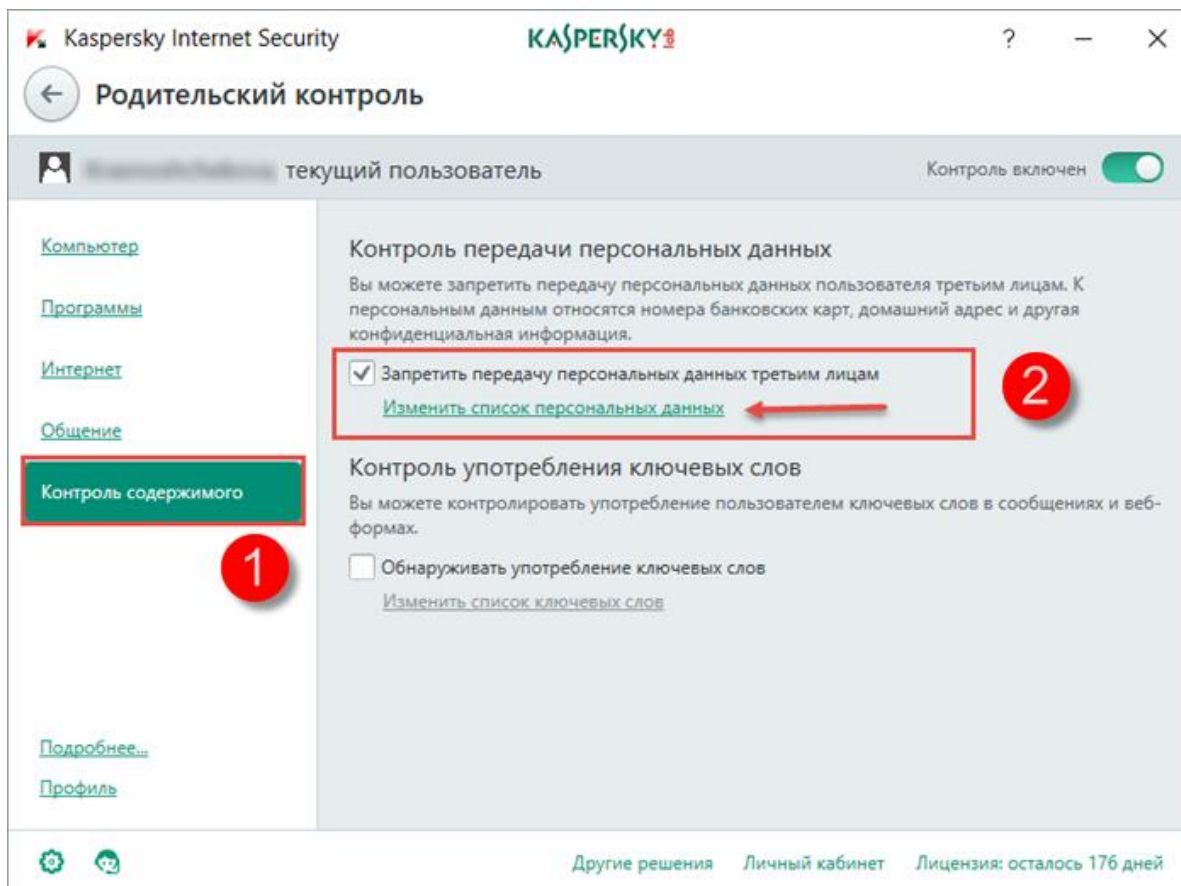 Kaspersky Internet Security
KASPERSKY lab
? — ×
Родительский контроль
текущий пользователь
Контроль включен
Компьютер
Программы
Интернет
Общение
Контроль содержимого
1
Контроль передачи персональных данных
Вы можете запретить передачу персональных данных пользователя третьим лицам. К
персональным данным относятся номера банковских карт, домашний адрес и другая
конфиденциальная информация.
Запретить передачу персональных данных третьим лицам
Изменить список персональных данных
2
Контроль употребления ключевых слов
Вы можете контролировать употребление пользователем ключевых слов в сообщениях и веб-
формах.
Обнаруживать употребление ключевых слов
Изменить список ключевых слов
Подробнее...
Профиль
Другие решения
Личный кабинет
Лицензия: осталось 176 дней